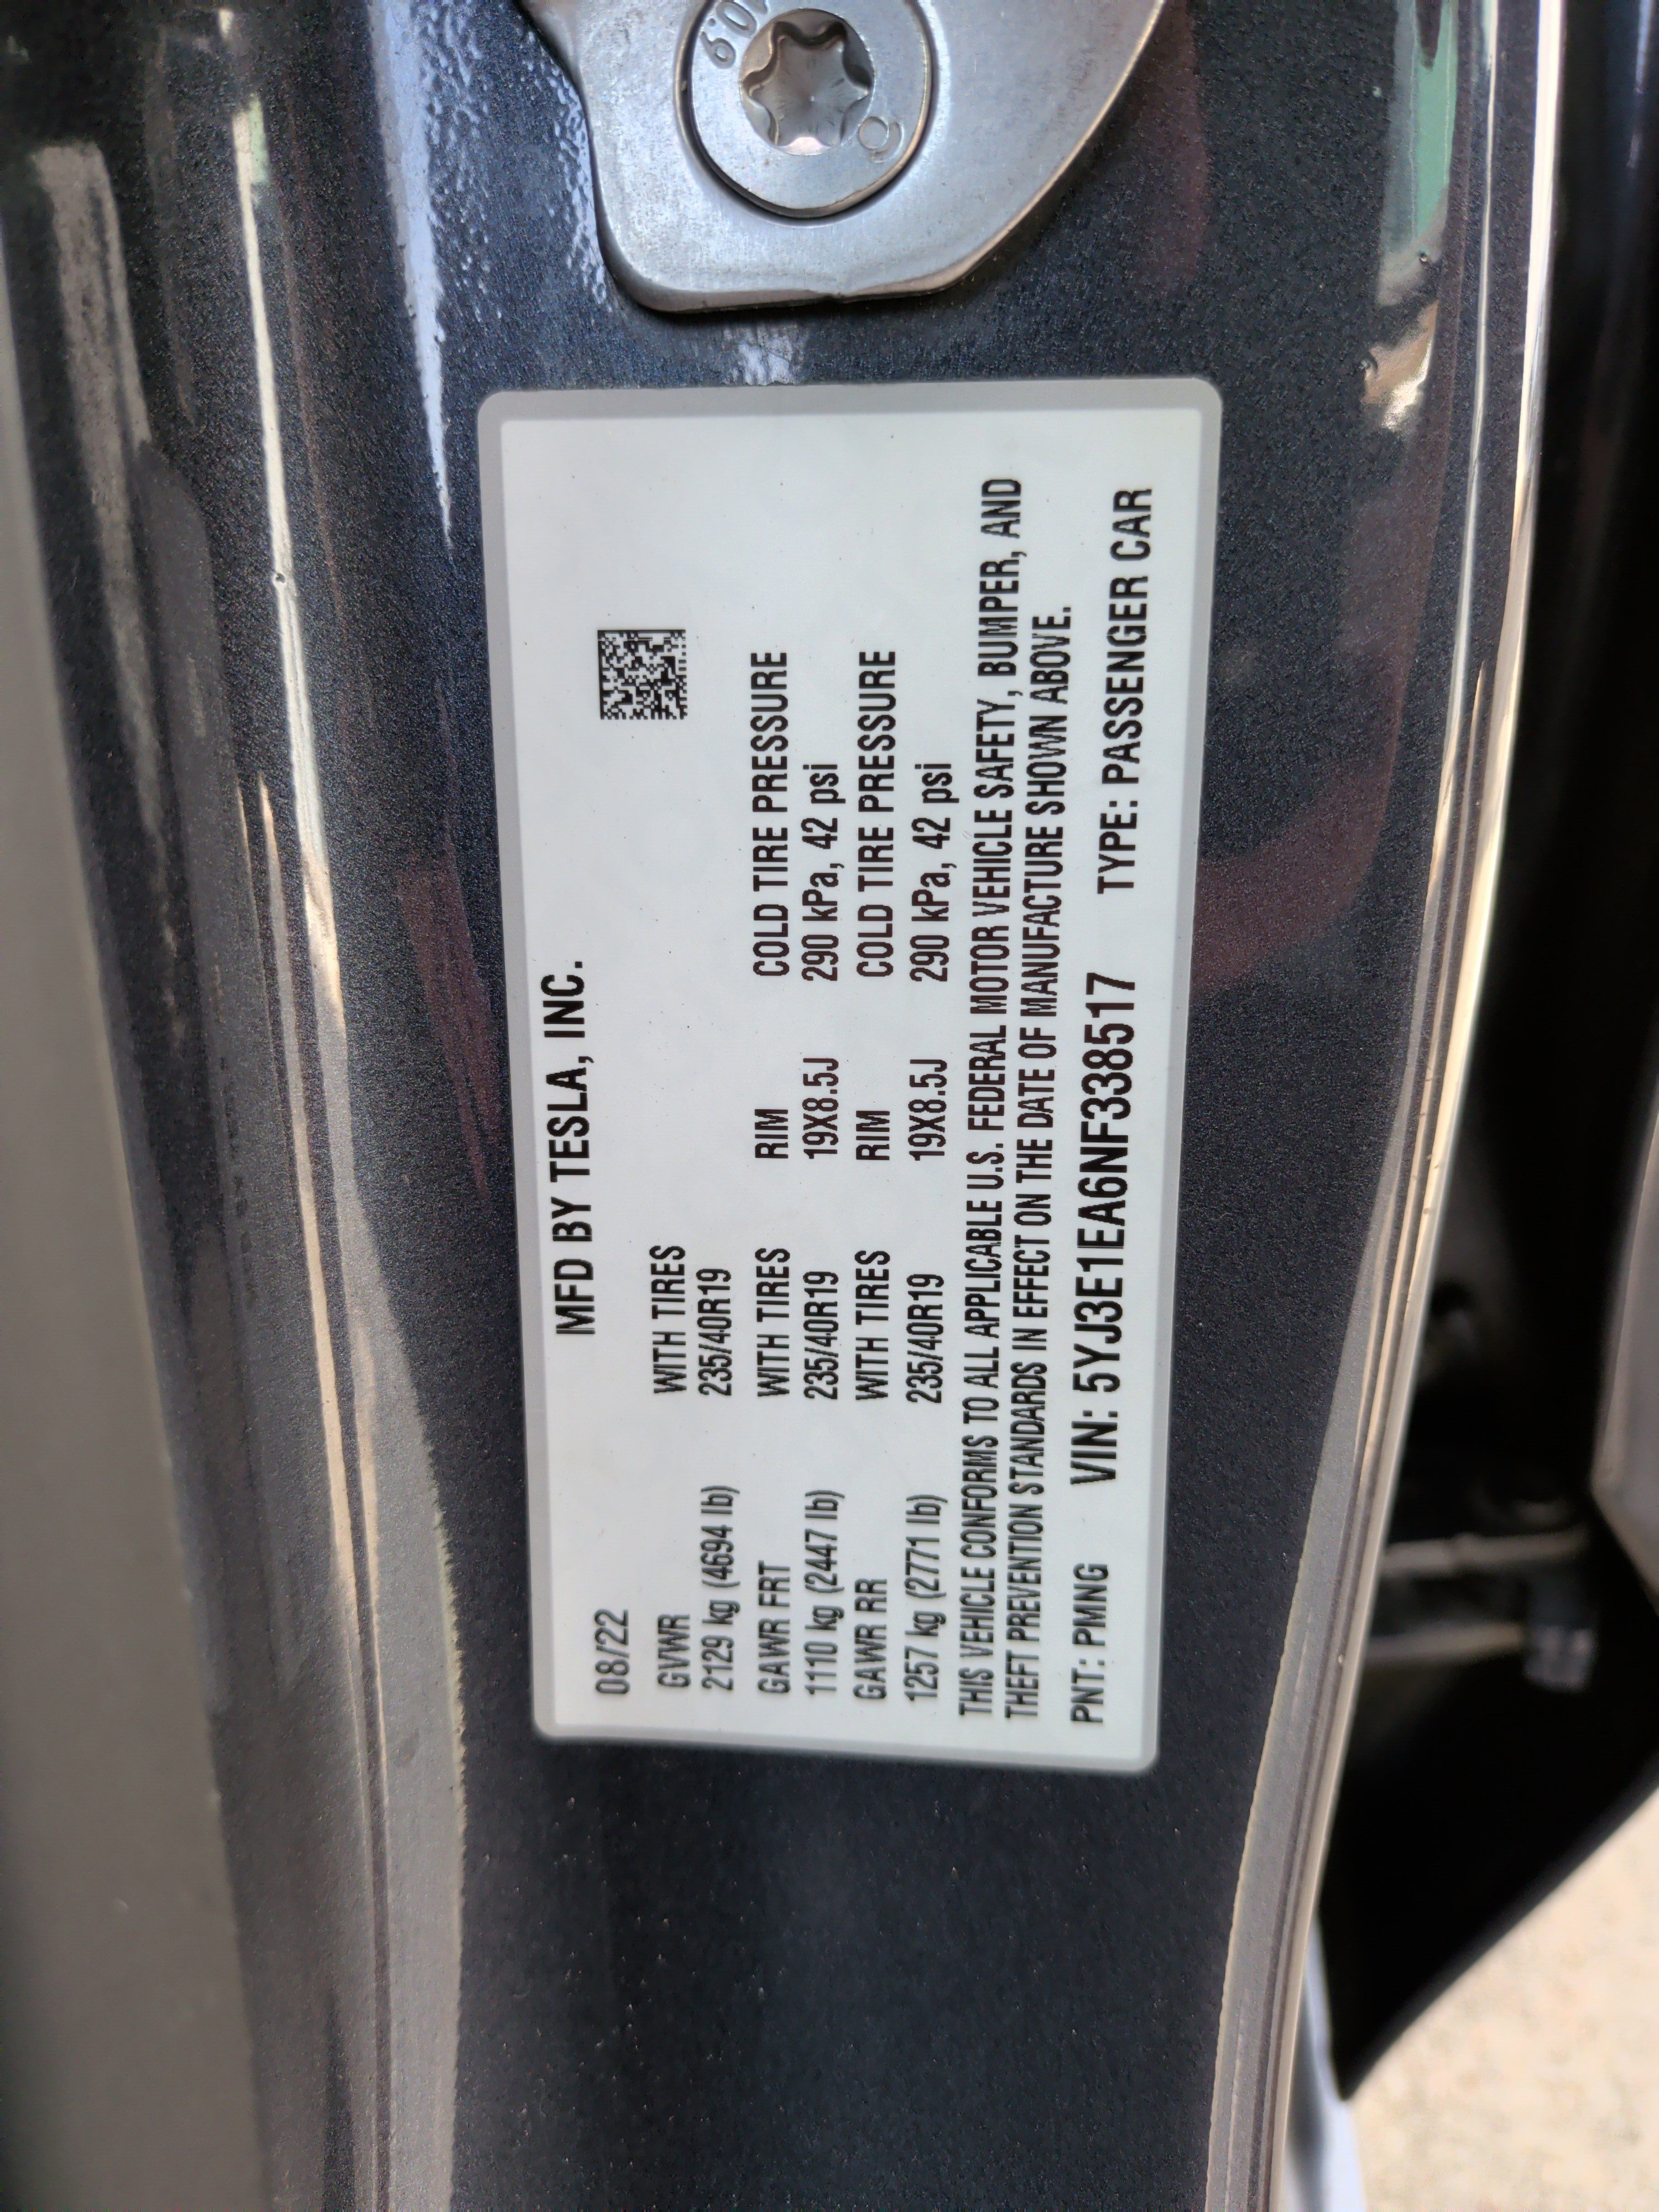 MFD BY TESLA, INC.
08/22
GVWR WITH TIRES
2129 kg (4694 lb) 235/40R19
GAWR FRT WITH TIRES RIM COLD TIRE PRESSURE
1110 kg (2447 lb) 235/40R19 19X8.5J 290 kPa, 42 psi
GAWR RR WITH TIRES RIM COLD TIRE PRESSURE
1257 kg (2771 lb) 235/40R19 19X8.5J 290 kPa, 42 psi
THIS VEHICLE CONFORMS TO ALL APPLICABLE U.S. FEDERAL MOTOR VEHICLE SAFETY, BUMPER, AND
THEFT PREVENTION STANDARDS IN EFFECT ON THE DATE OF MANUFACTURE SHOWN ABOVE.
PNT: PMNG VIN: 5YJ3E1EA6NF338517 TYPE: PASSENGER CAR